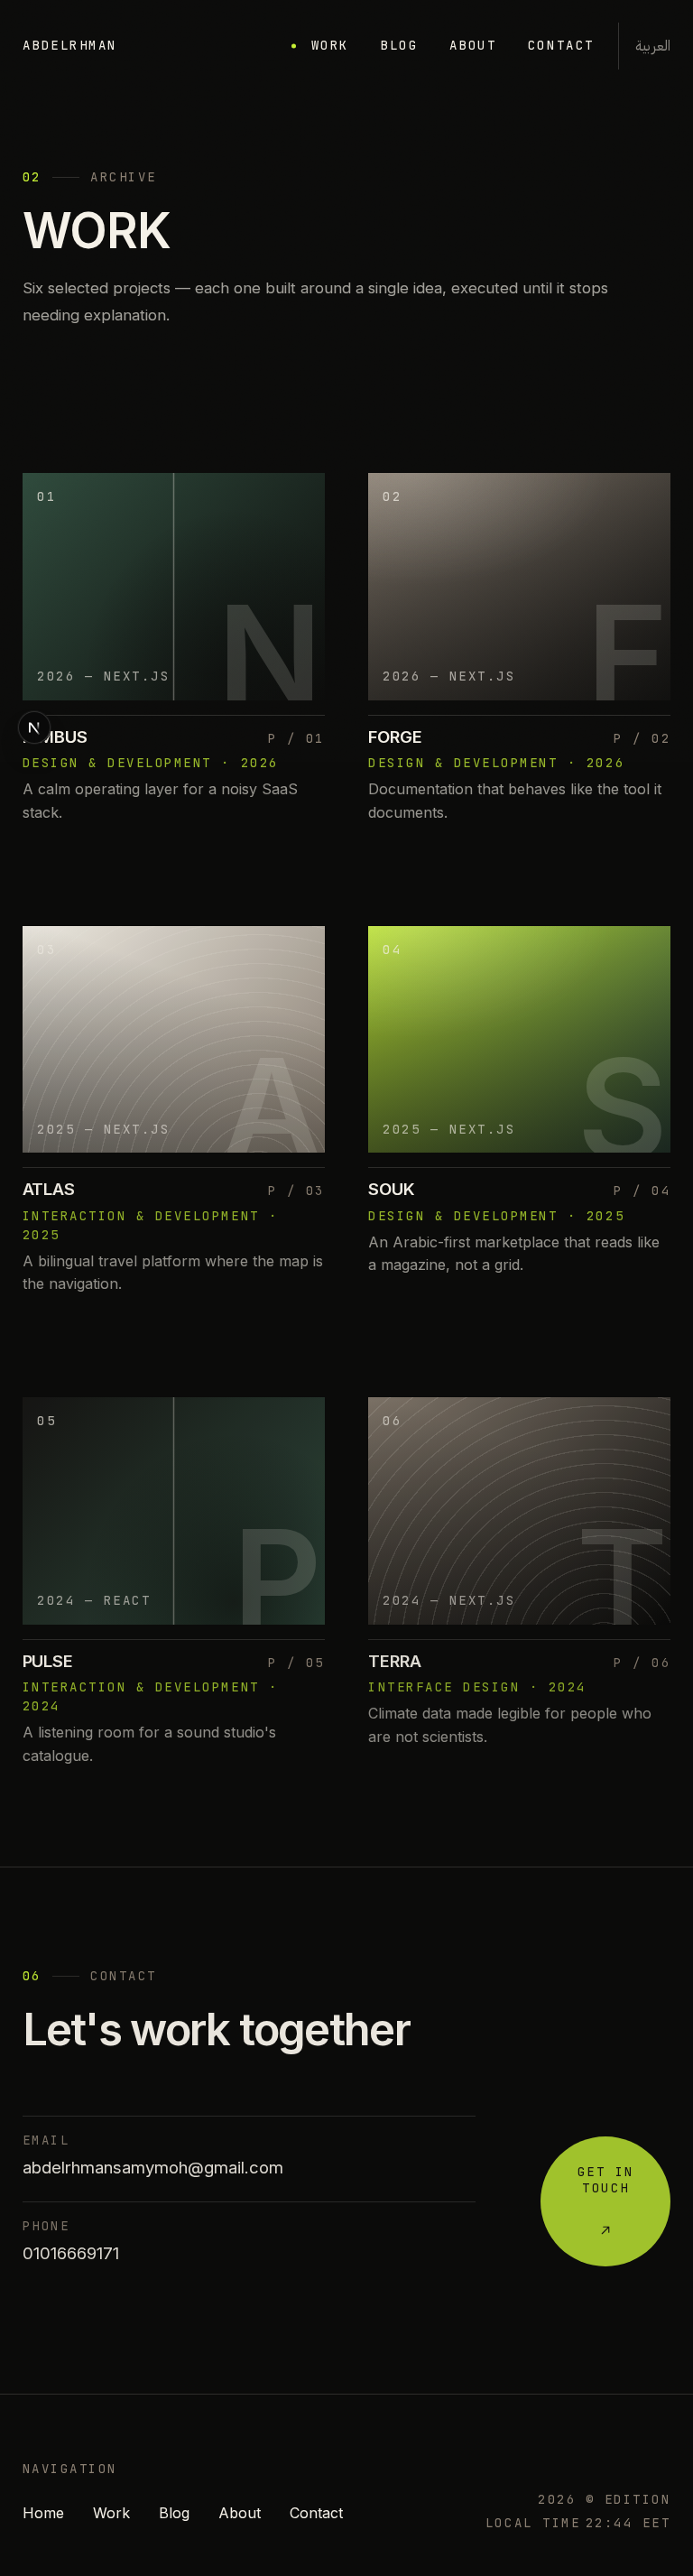 ABDELRHMAN
WORK BLOG ABOUT CONTACT العربية
02 ARCHIVE
WORK
Six selected projects — each one built around a single idea, executed until it stops
needing explanation.
01
N
2026 — NEXT.JS
02
F
2026 — NEXT.JS
N
MBUS P / 01
DESIGN & DEVELOPMENT · 2026
A calm operating layer for a noisy SaaS
stack.
FORGE P / 02
DESIGN & DEVELOPMENT · 2026
Documentation that behaves like the tool it
documents.
03
A
2025 — NEXT.JS
04
S
2025 — NEXT.JS
ATLAS P / 03
INTERACTION & DEVELOPMENT ·
2025
A bilingual travel platform where the map is
the navigation.
SOUK P / 04
DESIGN & DEVELOPMENT · 2025
An Arabic-first marketplace that reads like
a magazine, not a grid.
05
P
2024 — REACT
06
T
2024 — NEXT.JS
PULSE P / 05
INTERACTION & DEVELOPMENT ·
2024
A listening room for a sound studio's
catalogue.
TERRA P / 06
INTERFACE DESIGN · 2024
Climate data made legible for people who
are not scientists.
06 CONTACT
Let's work together
EMAIL
abdelrhmansamymoh@gmail.com
PHONE
01016669171
GET IN
TOUCH
↗
NAVIGATION
Home Work Blog About Contact
2026 © EDITION
LOCAL TIME 22:44 EET